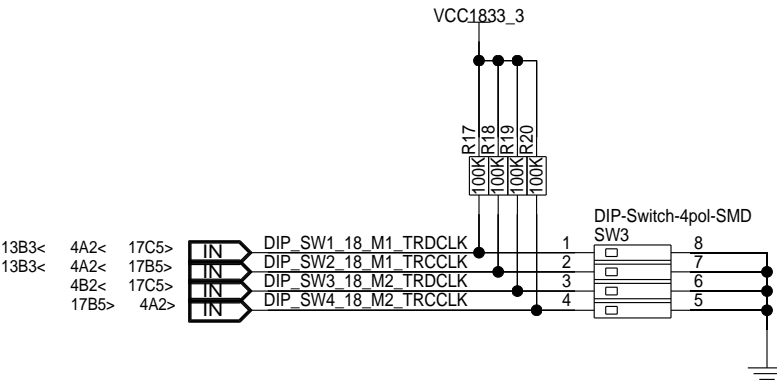 VCC1833_3
R17
R18
R19
R20
100K
100K
100K
100K
DIP-Switch-4pol-SMD
SW3
13B3< 4A2< 17C5> IN DIP_SW1_18_M1_TRDCLK 1 8
13B3< 4A2< 17B5> IN DIP_SW2_18_M1_TRCCLK 2 7
4B2< 17C5> IN DIP_SW3_18_M2_TRDCLK 3 6
17B5> 4A2> IN DIP_SW4_18_M2_TRCCLK 4 5